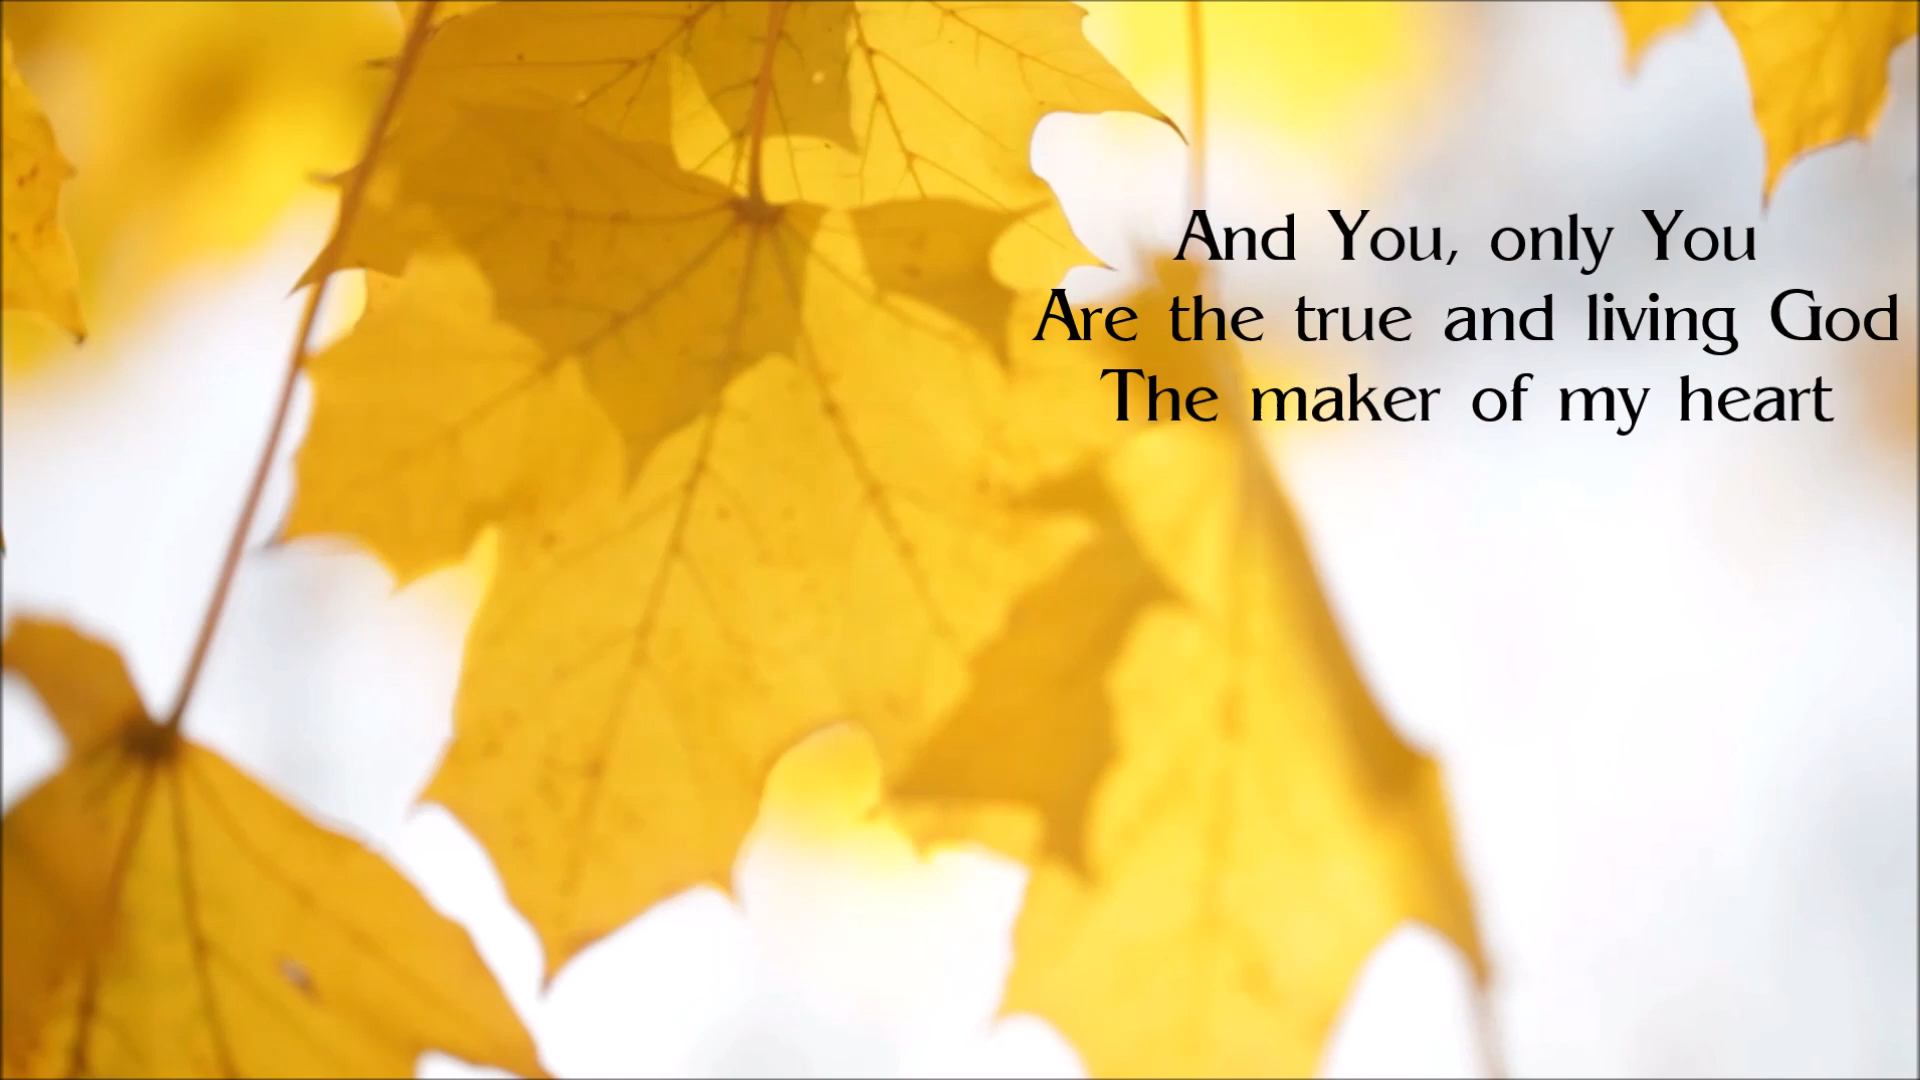 And You, only You
Are the true and living God
The maker of my heart